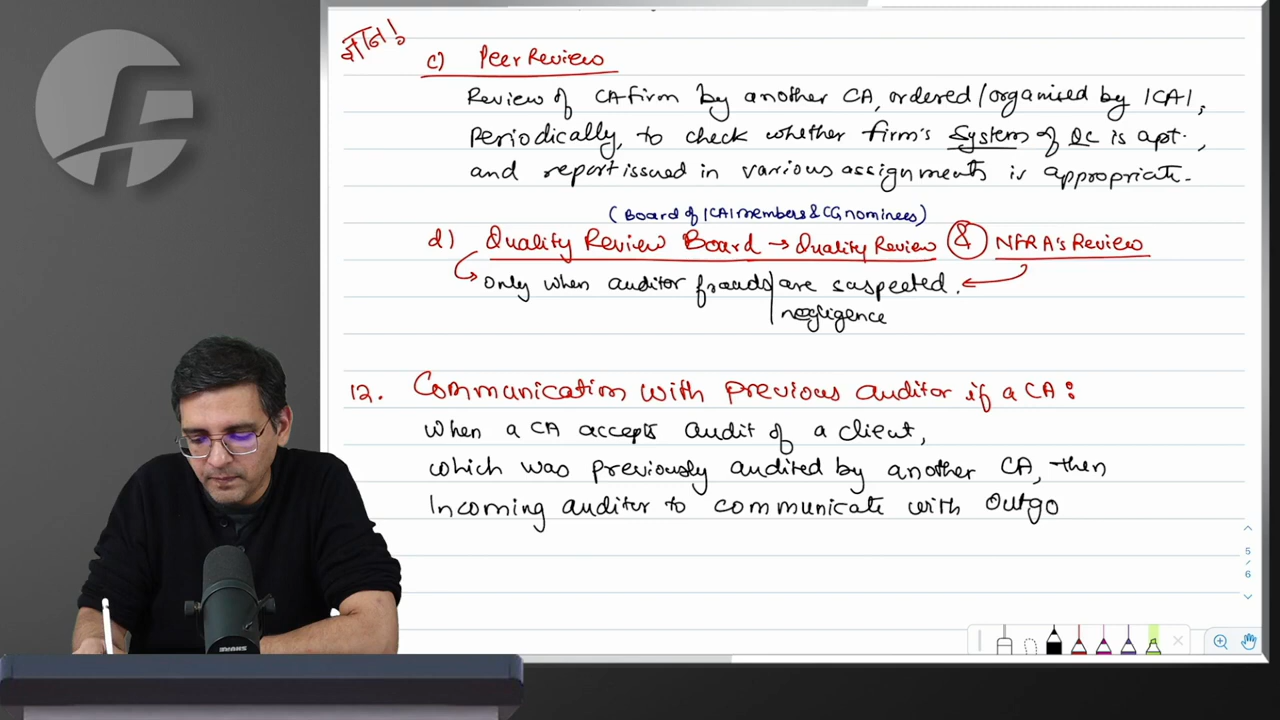 ज्ञान!
c) Peer Review
Review of CA firm by another CA, ordered/organised by ICAI,
Periodically, to check whether firm's System of QC is apt.,
and report issued in various assignments is appropriate.
(Board of ICAI members & CG nominees)
d) Quality Review Board → Quality Review & NFRA's Review
→ Only when auditor frauds/are suspected. ←
negligence
12. Communication with previous auditor if a CA:
When a CA accepts audit of a client,
which was previously audited by another CA, then
Incoming auditor to communicate with Outgo
5
/
6